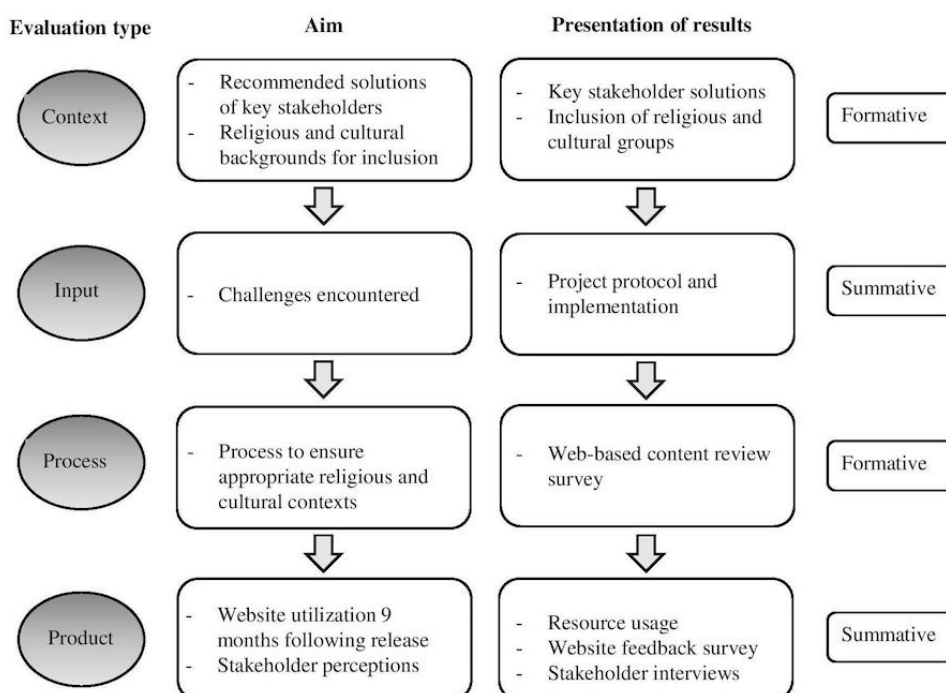 Evaluation type
Aim
Presentation of results
Context
- Recommended solutions
of key stakeholders
- Religious and cultural
backgrounds for inclusion
- Key stakeholder solutions
- Inclusion of religious and
cultural groups
Formative
Input
- Challenges encountered
- Project protocol and
implementation
Summative
Process
- Process to ensure
appropriate religious and
cultural contexts
- Web-based content review
survey
Formative
Product
- Website utilization 9
months following release
- Stakeholder perceptions
- Resource usage
- Website feedback survey
- Stakeholder interviews
Summative